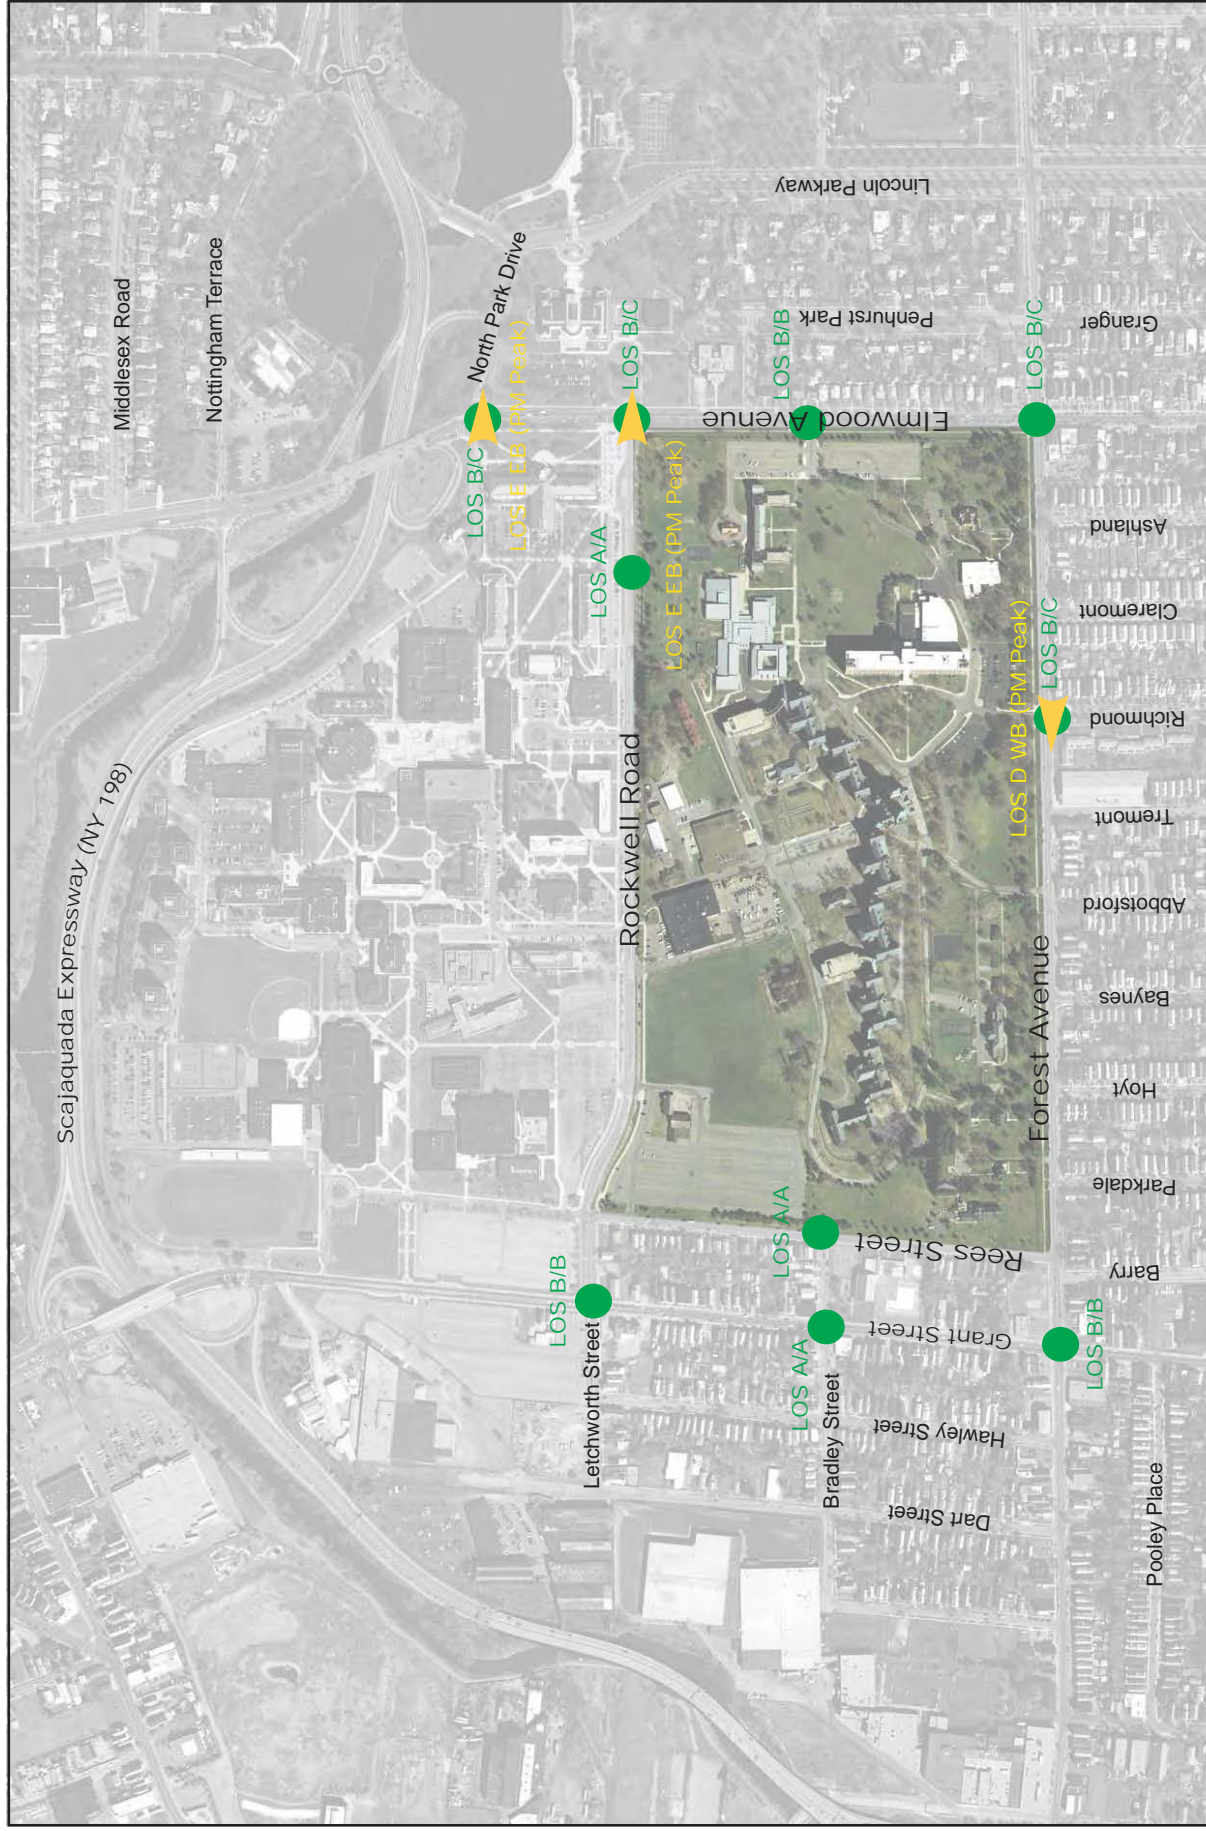 Middlesex Road
Nottingham Terrace
Scajaquada Expressway (NY 198)
North Park Drive
LOS B/C
LOS E EB (PM Peak)
Lincoln Parkway
LOS B/C
LOS A/A
LOS E EB (PM Peak)
Rockwell Road
Elmwood Avenue
LOS B/B
Penhurst Park
LOS B/C
Granger
Ashland
Claremont
LOS D WB (PM Peak)
LOS B/C
Richmond
Tremont
Abbotsford
Forest Avenue
Baynes
Hoyt
Parkdale
Barry
LOS A/A
Rees Street
LOS B/B
Letchworth Street
LOS A/A
Bradley Street
Grant Street
LOS B/B
Hawley Street
Dart Street
Pooley Place